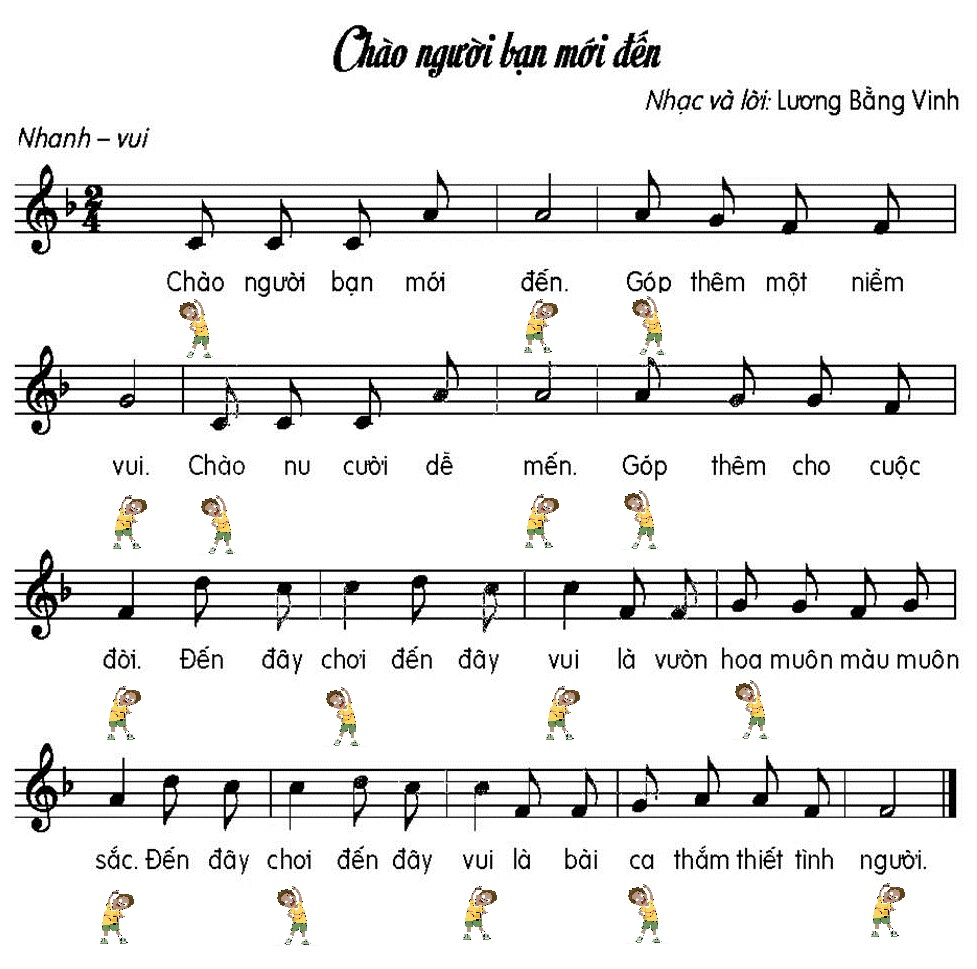 Chào người bạn mới đến
Nhạc và lời: Lương Bằng Vinh
Nhanh – vui
2
4
Chào người bạn mới đến. Góp thêm một niềm
vui. Chào nu cười dễ mến. Góp thêm cho cuộc
đời. Đến đây chơi đến đây vui là vườn hoa muôn màu muôn
sắc. Đến đây chơi đến đây vui là bài ca thắm thiết tình người.